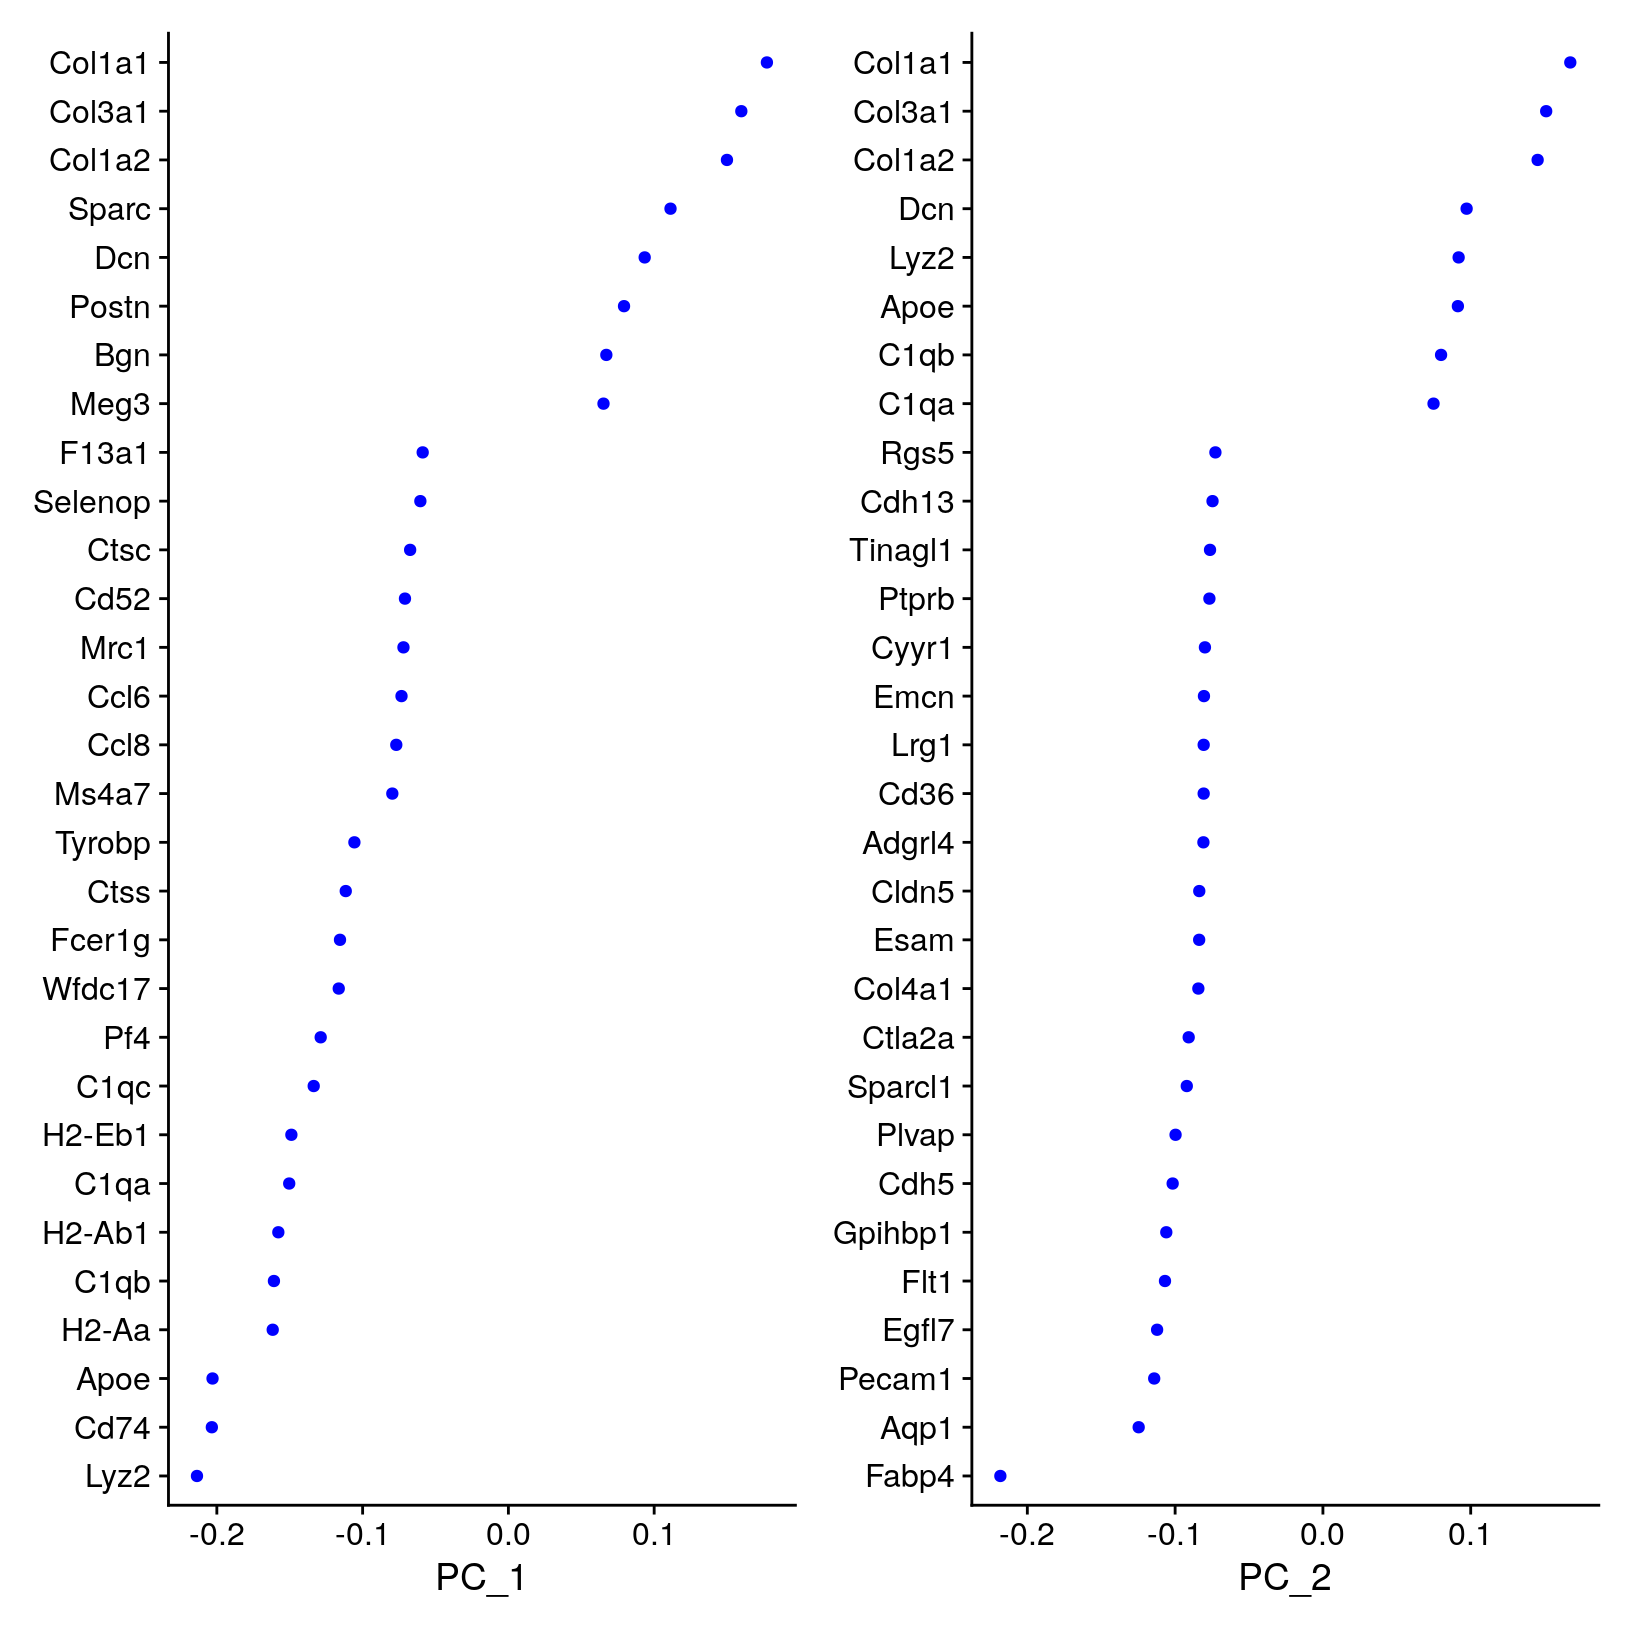 Col1a1
Col3a1
Col1a2
Sparc
Dcn
Postn
Bgn
Meg3
F13a1
Selenop
Ctsc
Cd52
Mrc1
Ccl6
Ccl8
Ms4a7
Tyrobp
Ctss
Fcer1g
Wfdc17
Pf4
C1qc
H2-Eb1
C1qa
H2-Ab1
C1qb
H2-Aa
Apoe
Cd74
Lyz2
-0.2 -0.1 0.0 0.1
PC_1
Col1a1
Col3a1
Col1a2
Dcn
Lyz2
Apoe
C1qb
C1qa
Rgs5
Cdh13
Tinagl1
Ptprb
Cyyr1
Emcn
Lrg1
Cd36
Adgrl4
Cldn5
Esam
Col4a1
Ctla2a
Sparcl1
Plvap
Cdh5
Gpihbp1
Flt1
Egfl7
Pecam1
Aqp1
Fabp4
-0.2 -0.1 0.0 0.1
PC_2